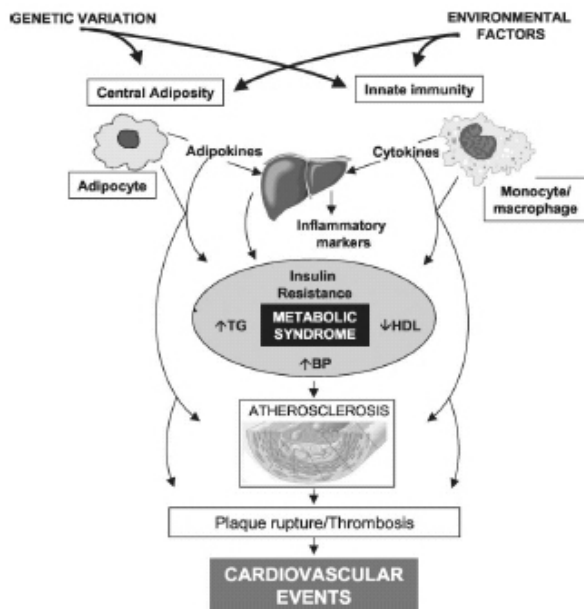 GENETIC VARIATION
ENVIRONMENTAL
FACTORS
Central Adiposity
Innate immunity
Adipokines
Cytokines
Adipocyte
Monocyte/
macrophage
Inflammatory
markers
Insulin
Resistance
↑TG
METABOLIC
SYNDROME
↓HDL
↑BP
ATHEROSCLEROSIS
Plaque rupture/Thrombosis
CARDIOVASCULAR
EVENTS